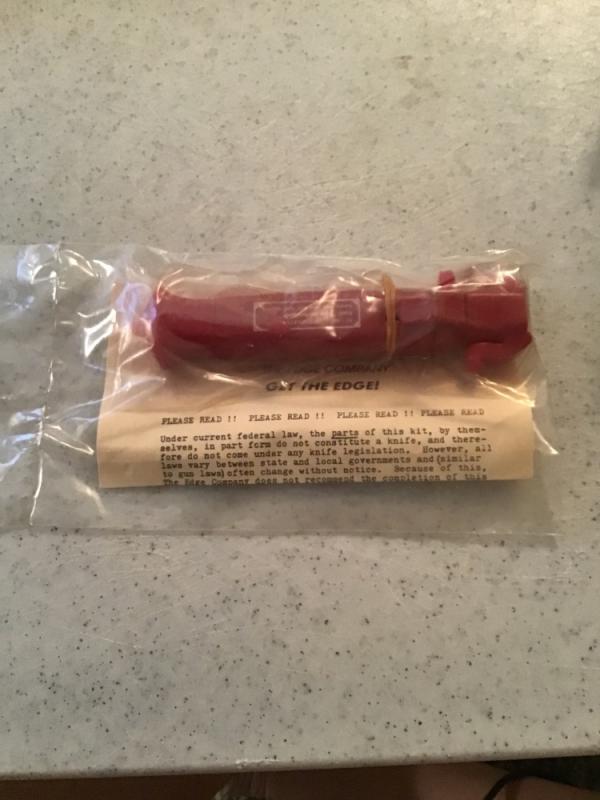 THE EDGE COMPANY
GET THE EDGE!
PLEASE READ !! PLEASE READ !! PLEASE READ !! PLEASE READ
Under current federal law, the parts of this kit, by them-
selves, in part form do not constitute a knife, and there-
fore do not come under any knife legislation. However, all
laws vary between state and local governments and (similar
to gun laws) often change without notice. Because of this,
The Edge Company does not recommend the completion of this